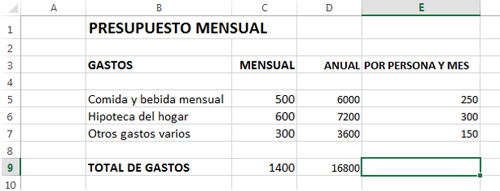 A B C D E
1 PRESUPUESTO MENSUAL
2
3 GASTOS MENSUAL ANUAL POR PERSONA Y MES
4
5 Comida y bebida mensual 500 6000 250
6 Hipoteca del hogar 600 7200 300
7 Otros gastos varios 300 3600 150
8
9 TOTAL DE GASTOS 1400 16800
10